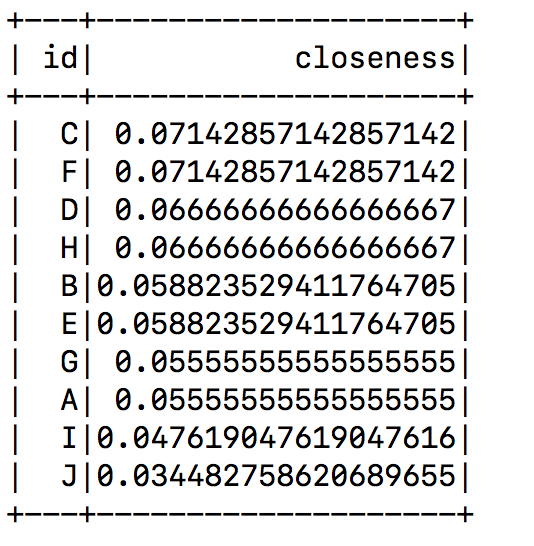 +---+--------------------+
| id|           closeness|
+---+--------------------+
|  C| 0.07142857142857142|
|  F| 0.07142857142857142|
|  D| 0.06666666666666667|
|  H| 0.06666666666666667|
|  B|0.058823529411764705|
|  E|0.058823529411764705|
|  G| 0.05555555555555555|
|  A| 0.05555555555555555|
|  I|0.047619047619047616|
|  J|0.034482758620689655|
+---+--------------------+